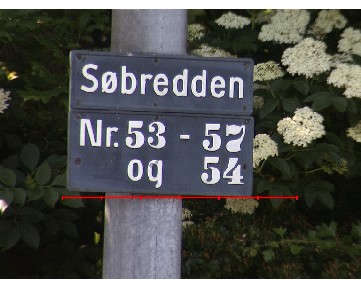 Søbredden
Nr. 53 - 57
og 54